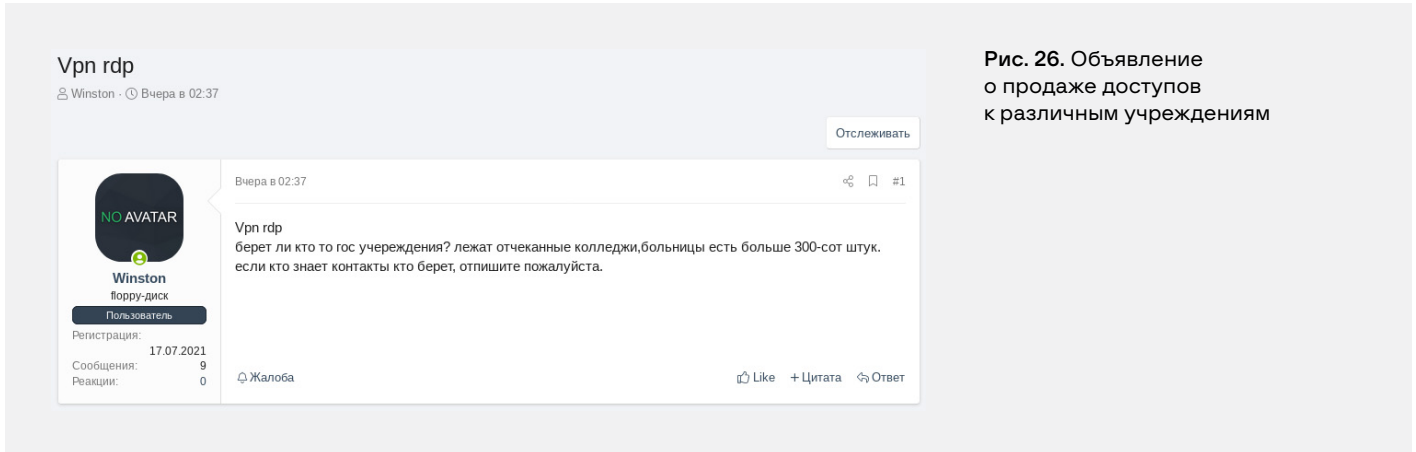 Vpn rdp
Winston · Вчера в 02:37
Отслеживать
NO AVATAR
Winston
floppy-диск
Пользователь
Регистрация:
17.07.2021
Сообщения: 9
Реакции: 0
Вчера в 02:37
#1
Vpn rdp
берет ли кто то гос учереждения? лежат отчеканные колледжи,больницы есть больше 300-сот штук.
если кто знает контакты кто берет, отпишите пожалуйста.
Жалоба
Like + Цитата Ответ
Рис. 26. Объявление
о продаже доступов
к различным учреждениям